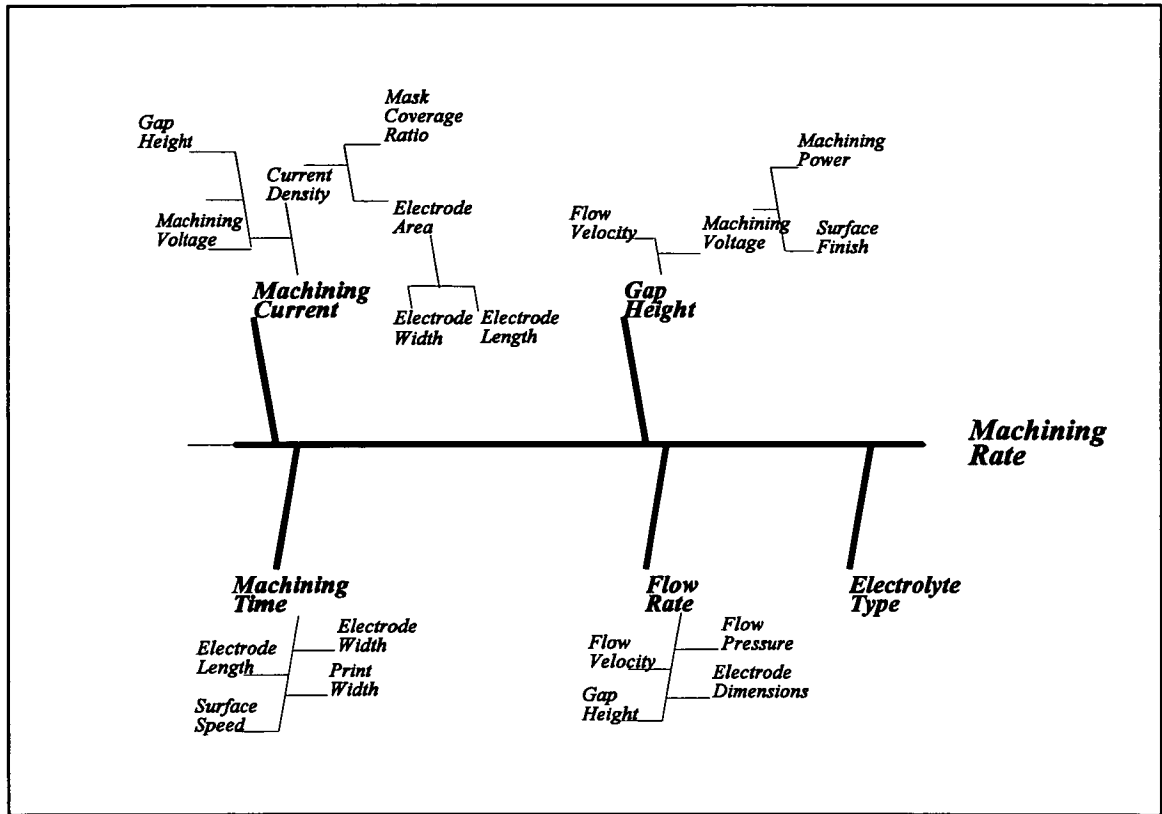 Mask
Coverage
Ratio
Gap
Height
Machining
Power
Current
Density
Electrode
Area
Flow
Velocity
Machining
Voltage
Machining
Voltage
Surface
Finish
Machining
Current
Gap
Height
Electrode
Width
Electrode
Length
Machining
Rate
Machining
Time
Flow
Rate
Electrolyte
Type
Electrode
Width
Flow
Pressure
Electrode
Length
Flow
Velocity
Print
Width
Electrode
Dimensions
Surface
Speed
Gap
Height